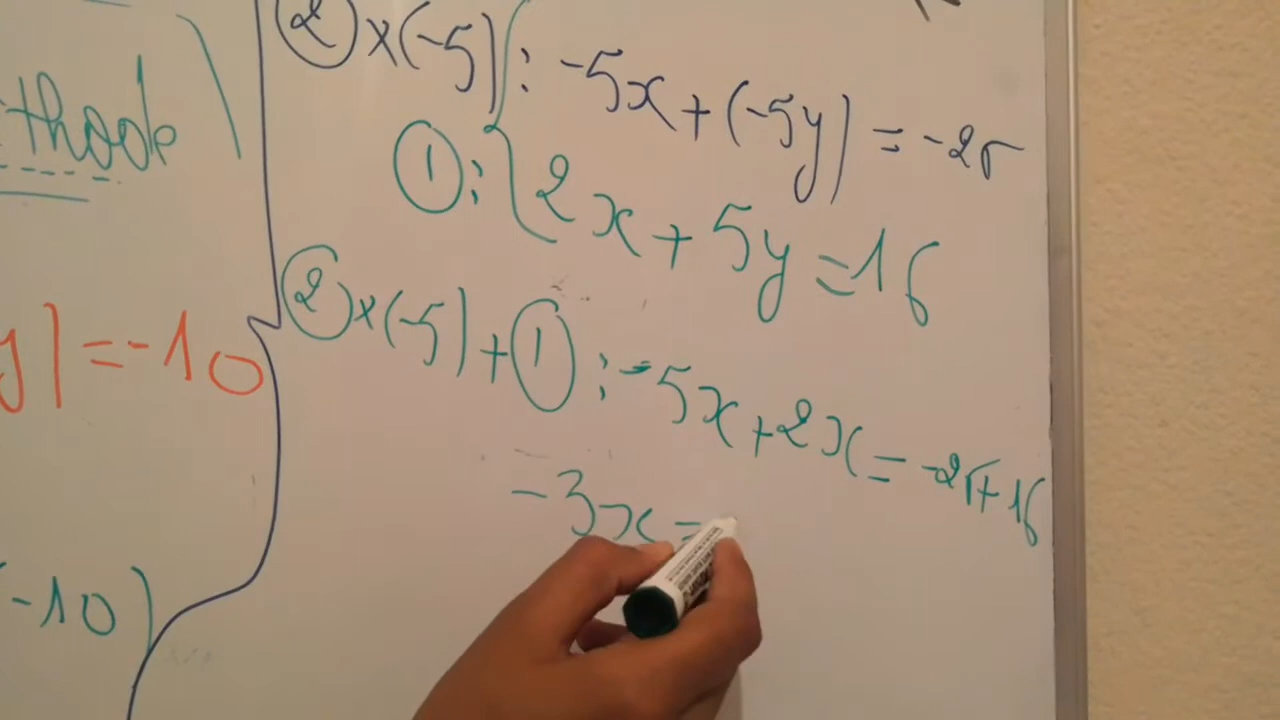 thode
y) = -10
-10)
② × (-5) : -5x + (-5y) = -25
① : 2x + 5y = 16
② × (-5) + ① : -5x + 2x = -25 + 16
-3x =